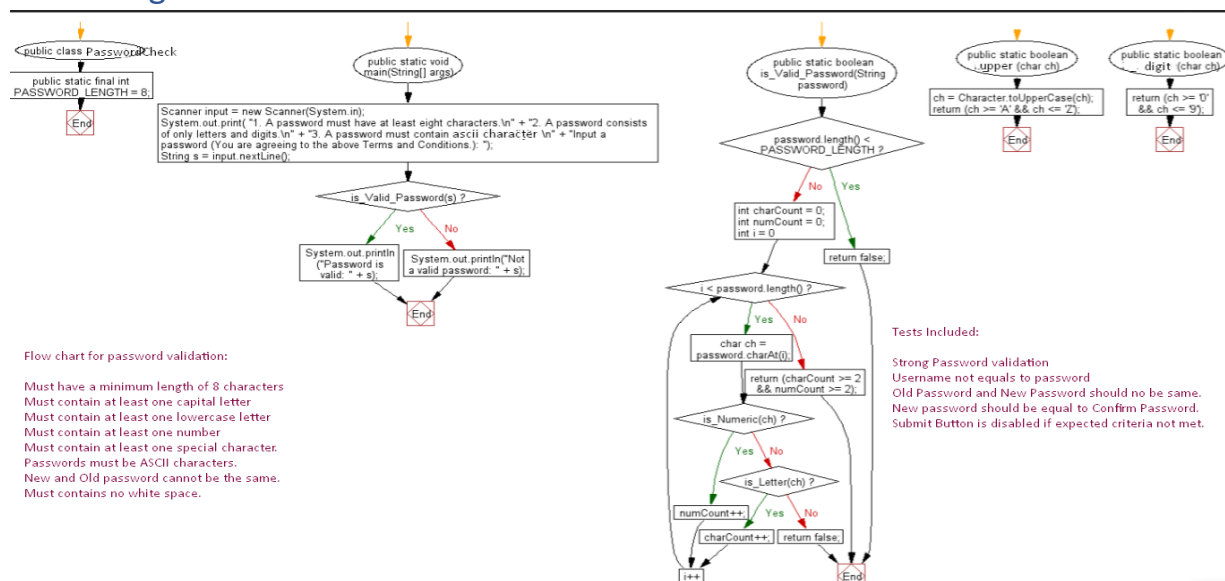 public class PasswordCheck
public static final int
PASSWORD_LENGTH = 8;
End
public static void
main(String[] args)
Scanner input = new Scanner(System.in);
System.out.print( "1. A password must have at least eight characters.\n" + "2. A password consists
of only letters and digits.\n" + "3. A password must contain ascii character \n" + "Input a
password (You are agreeing to the above Terms and Conditions.): ");
String s = input.nextLine();
is_Valid_Password(s) ?
Yes
No
System.out.println
("Password is
valid: " + s);
System.out.println("Not
a valid password: " + s);
End
Flow chart for password validation:
Must have a minimum length of 8 characters
Must contain at least one capital letter
Must contain at least one lowercase letter
Must contain at least one number
Must contain at least one special character.
Passwords must be ASCII characters.
New and Old password cannot be the same.
Must contains no white space.
public static boolean
is_Valid_Password(String
password)
password.length() <
PASSWORD_LENGTH ?
No
Yes
int charCount = 0;
int numCount = 0;
int i = 0
return false;
i < password.length() ?
Yes
No
char ch =
password.charAt(i);
return (charCount >= 2
&& numCount >= 2);
is_Numeric(ch) ?
Yes
No
is_Letter(ch) ?
numCount++;
Yes
No
charCount++;
return false;
i++
End
public static boolean
upper (char ch)
ch = Character.toUpperCase(ch);
return (ch >= 'A' && ch <= 'Z');
End
public static boolean
digit (char ch)
return (ch >= '0'
&& ch <= '9');
End
Tests Included:
Strong Password validation
Username not equals to password
Old Password and New Password should no be same.
New password should be equal to Confirm Password.
Submit Button is disabled if expected criteria not met.